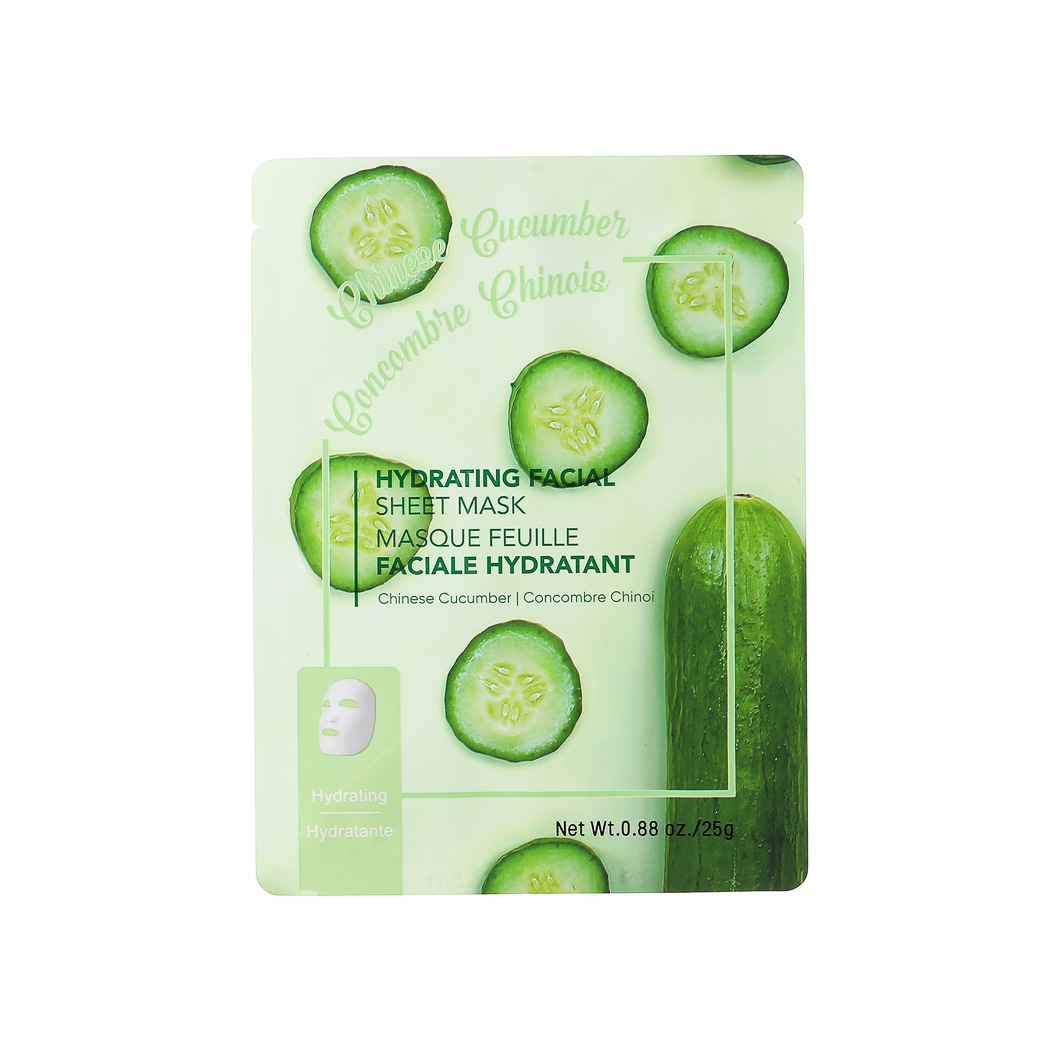 Chinese Cucumber
Concombre Chinois
HYDRATING FACIAL
SHEET MASK
MASQUE FEUILLE
FACIALE HYDRATANT
Chinese Cucumber | Concombre Chinoi
Hydrating
Hydratante
Net Wt.0.88 oz./25g